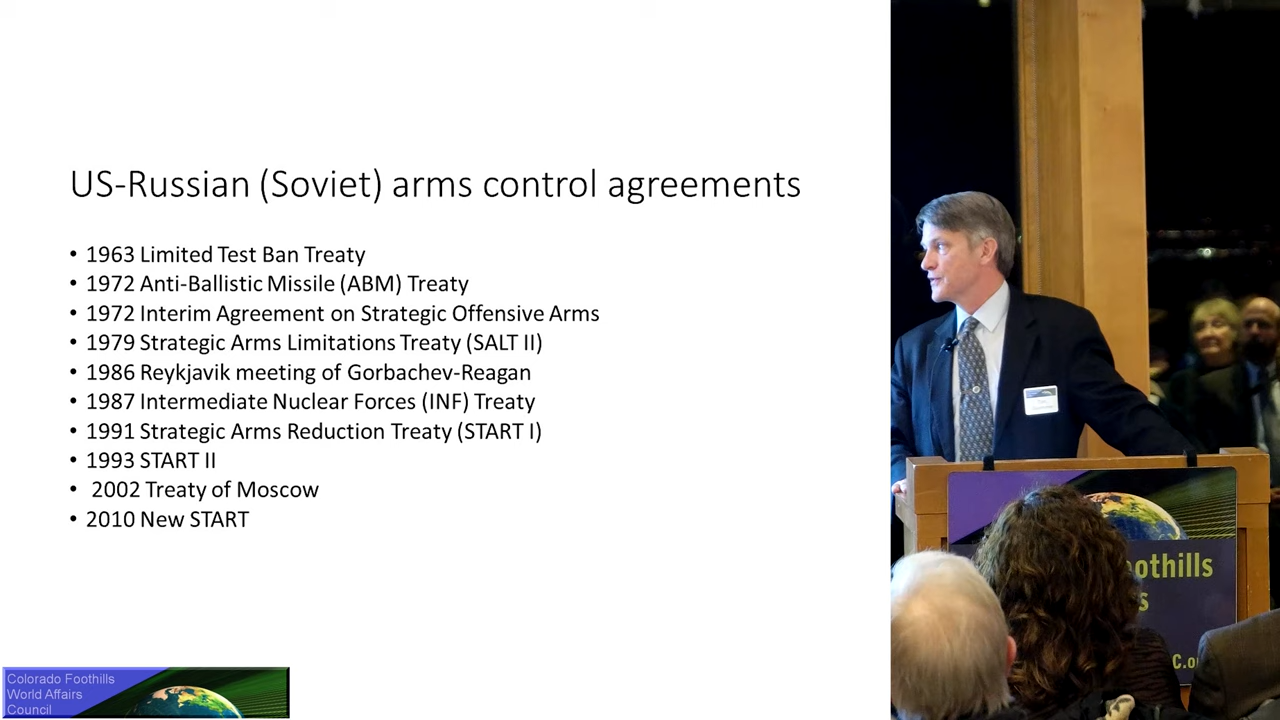 US-Russian (Soviet) arms control agreements
• 1963 Limited Test Ban Treaty
• 1972 Anti-Ballistic Missile (ABM) Treaty
• 1972 Interim Agreement on Strategic Offensive Arms
• 1979 Strategic Arms Limitations Treaty (SALT II)
• 1986 Reykjavik meeting of Gorbachev-Reagan
• 1987 Intermediate Nuclear Forces (INF) Treaty
• 1991 Strategic Arms Reduction Treaty (START I)
• 1993 START II
• 2002 Treaty of Moscow
• 2010 New START
Colorado Foothills
World Affairs
Council
oothills
s
C.o